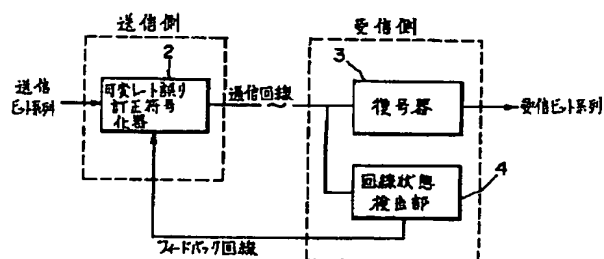 送信側
受信側
2
3
送信
ビット系列
可変レート誤り
訂正符号
化器
通信回線
復号器
受信ビット系列
回線状態
検出部
4
フィードバック回線